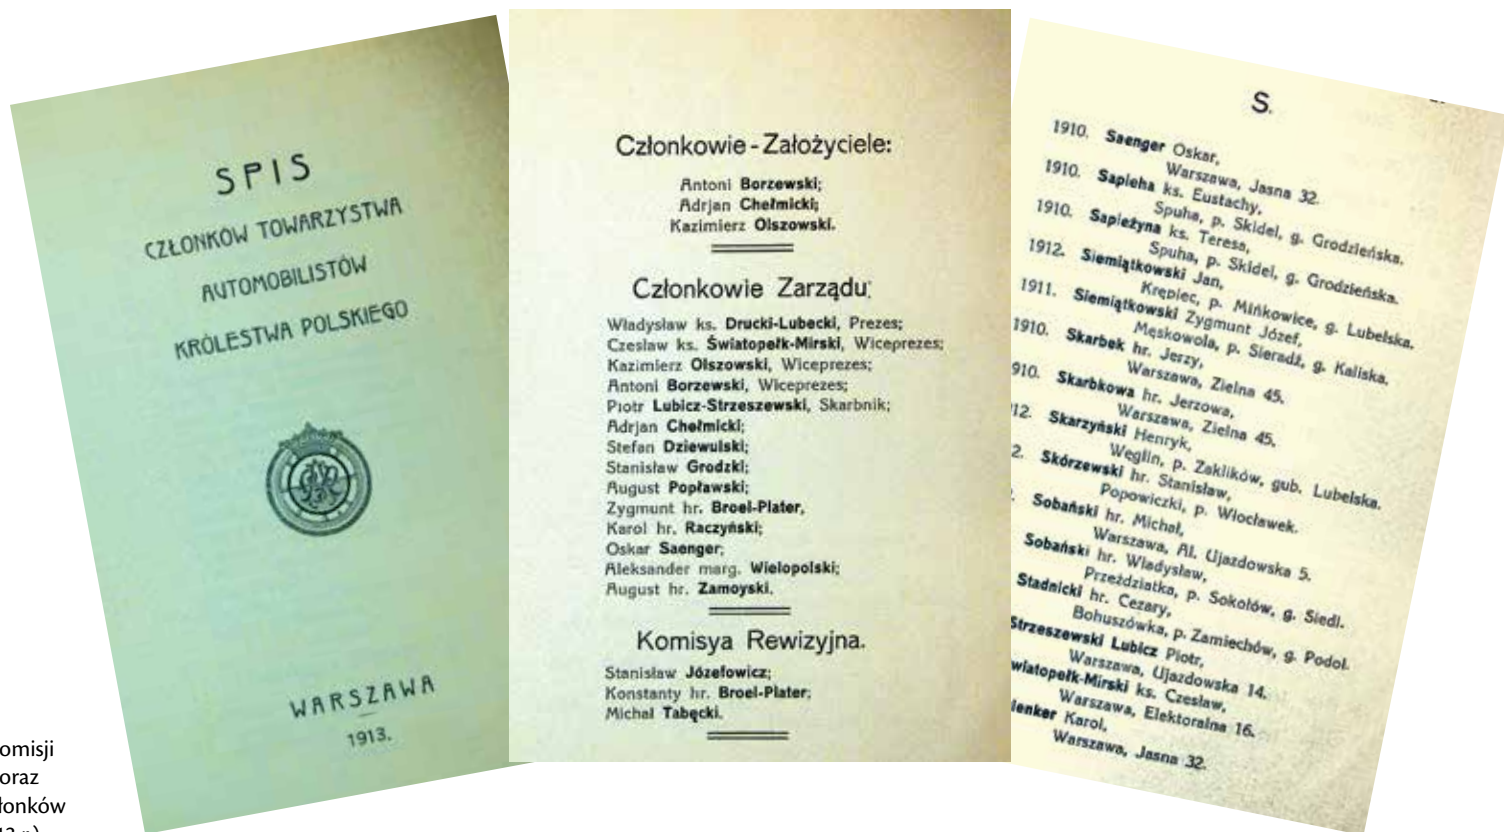 SPIS
CZŁONKÓW TOWARZYSTWA
AUTOMOBILISTÓW
KRÓLESTWA POLSKIEGO
WARSZAWA
1913.
Członkowie-Założyciele:
Antoni Borzewski;
Adrjan Chełmicki;
Kazimierz Olszowski.
Członkowie Zarządu:
Władysław ks. Drucki-Lubecki, Prezes;
Czesław ks. Światopełk-Mirski, Wiceprezes;
Kazimierz Olszowski, Wiceprezes;
Antoni Borzewski, Wiceprezes;
Piotr Lubicz-Strzeszewski, Skarbnik;
Adrjan Chełmicki;
Stefan Dziewulski;
Stanisław Grodzki;
August Popławski;
Zygmunt hr. Broel-Plater,
Karol hr. Raczyński;
Oskar Saenger;
Aleksander marg. Wielopolski;
August hr. Zamoyski.
Komisya Rewizyjna.
Stanisław Józefowicz;
Konstanty hr. Broel-Plater;
Michał Tabęcki.
S.
1910. Saenger Oskar,
Warszawa, Jasna 32.
1910. Sapieha ks. Eustachy,
Spuha, p. Skidel, g. Grodzieńska.
1910. Sapieżyna ks. Teresa,
Spuha, p. Skidel, g. Grodzieńska.
1912. Siemiątkowski Jan,
Krępiec, p. Mińkowice, g. Lubelska.
1911. Siemiątkowski Zygmunt Józef,
Męskowola, p. Sieradź, g. Kaliska.
1910. Skarbek hr. Jerzy,
Warszawa, Zielna 45.
910. Skarbkowa hr. Jerzowa,
Warszawa, Zielna 45.
12. Skarzyński Henryk,
Węglin, p. Zaklików, gub. Lubelska.
2. Skórzewski hr. Stanisław,
Popowiczki, p. Włocławek.
Sobański hr. Michał,
Warszawa, Al. Ujazdowska 5.
Sobański hr. Władysław,
Przeździatka, p. Sokołów, g. Siedl.
Stadnicki hr. Cezary,
Bohuszówka, p. Zamiechów, g. Podol.
Strzeszewski Lubicz Piotr,
Warszawa, Ujazdowska 14.
wiatopełk-Mirski ks. Czesław,
Warszawa, Elektoralna 16.
lenker Karol,
Warszawa, Jasna 32.
omisji
oraz
łonków